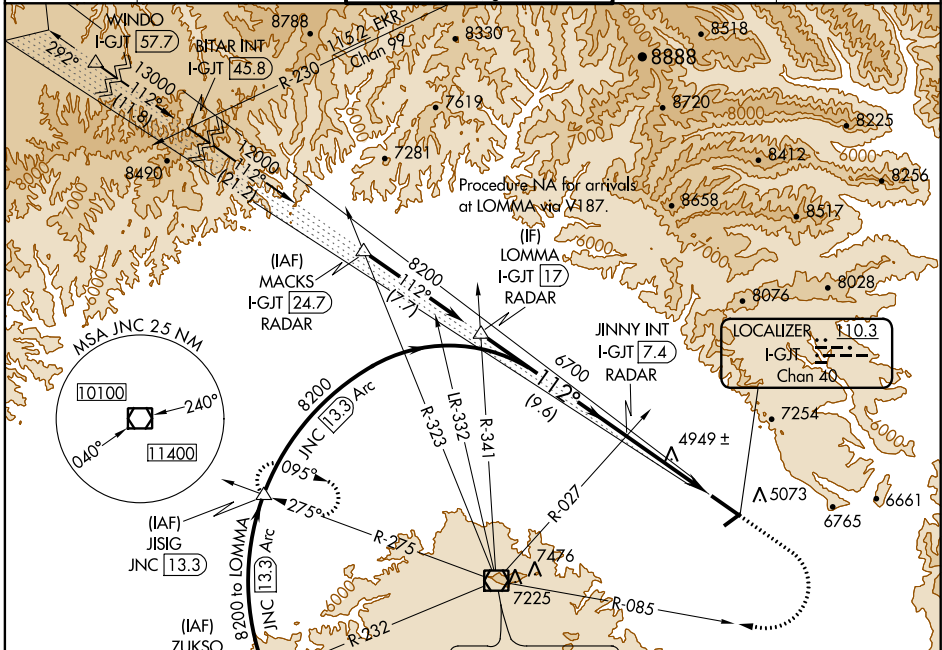 WINDO
I-GJT 57.7
8788
115.2 EKR
Chan 99
8330
8518
8888
292°
BITAR INT
I-GJT 45.8
R-230
13000
112°
(11.8)
7619
8720
8225
6000
8490
12000
112°
(21.2)
7281
8412
8256
6000
Procedure NA for arrivals
at LOMMA via V187.
8658
8517
6000
(IAF)
MACKS
I-GJT 24.7
RADAR
8200
112°
(7.7)
(IF)
LOMMA
I-GJT 17
RADAR
8028
8076
JINNY INT
I-GJT 7.4
RADAR
LOCALIZER 110.3
I-GJT
Chan 40
MSA JNC 25 NM
10100
240°
040°
11400
8200
JNC 13.3 Arc
6700
112°
(9.6)
R-323
LR-332
R-341
7254
6000
4949 ±
095°
275°
R-027
5073
6661
6765
(IAF)
JISIG
JNC 13.3
R-275
7476
7225
R-085
8200 to LOMMA
JNC 13.3 Arc
R-232
(IAF)
ZUKSO